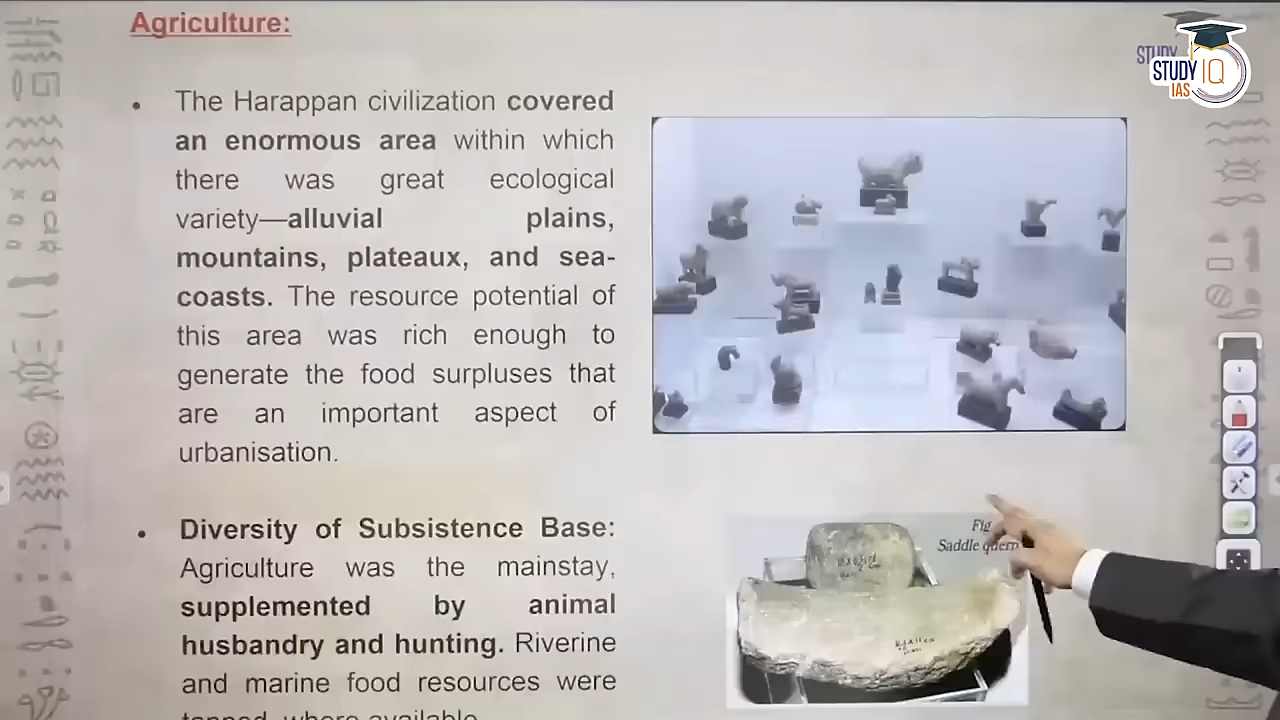 Agriculture:
The Harappan civilization covered
an enormous area within which
there was great ecological
variety—alluvial plains,
mountains, plateaux, and sea-
coasts. The resource potential of
this area was rich enough to
generate the food surpluses that
are an important aspect of
urbanisation.
Diversity of Subsistence Base:
Agriculture was the mainstay,
supplemented by animal
husbandry and hunting. Riverine
and marine food resources were
tapped, where available.
STUDY
STUDY IQ
IAS
Fig
Saddle quern